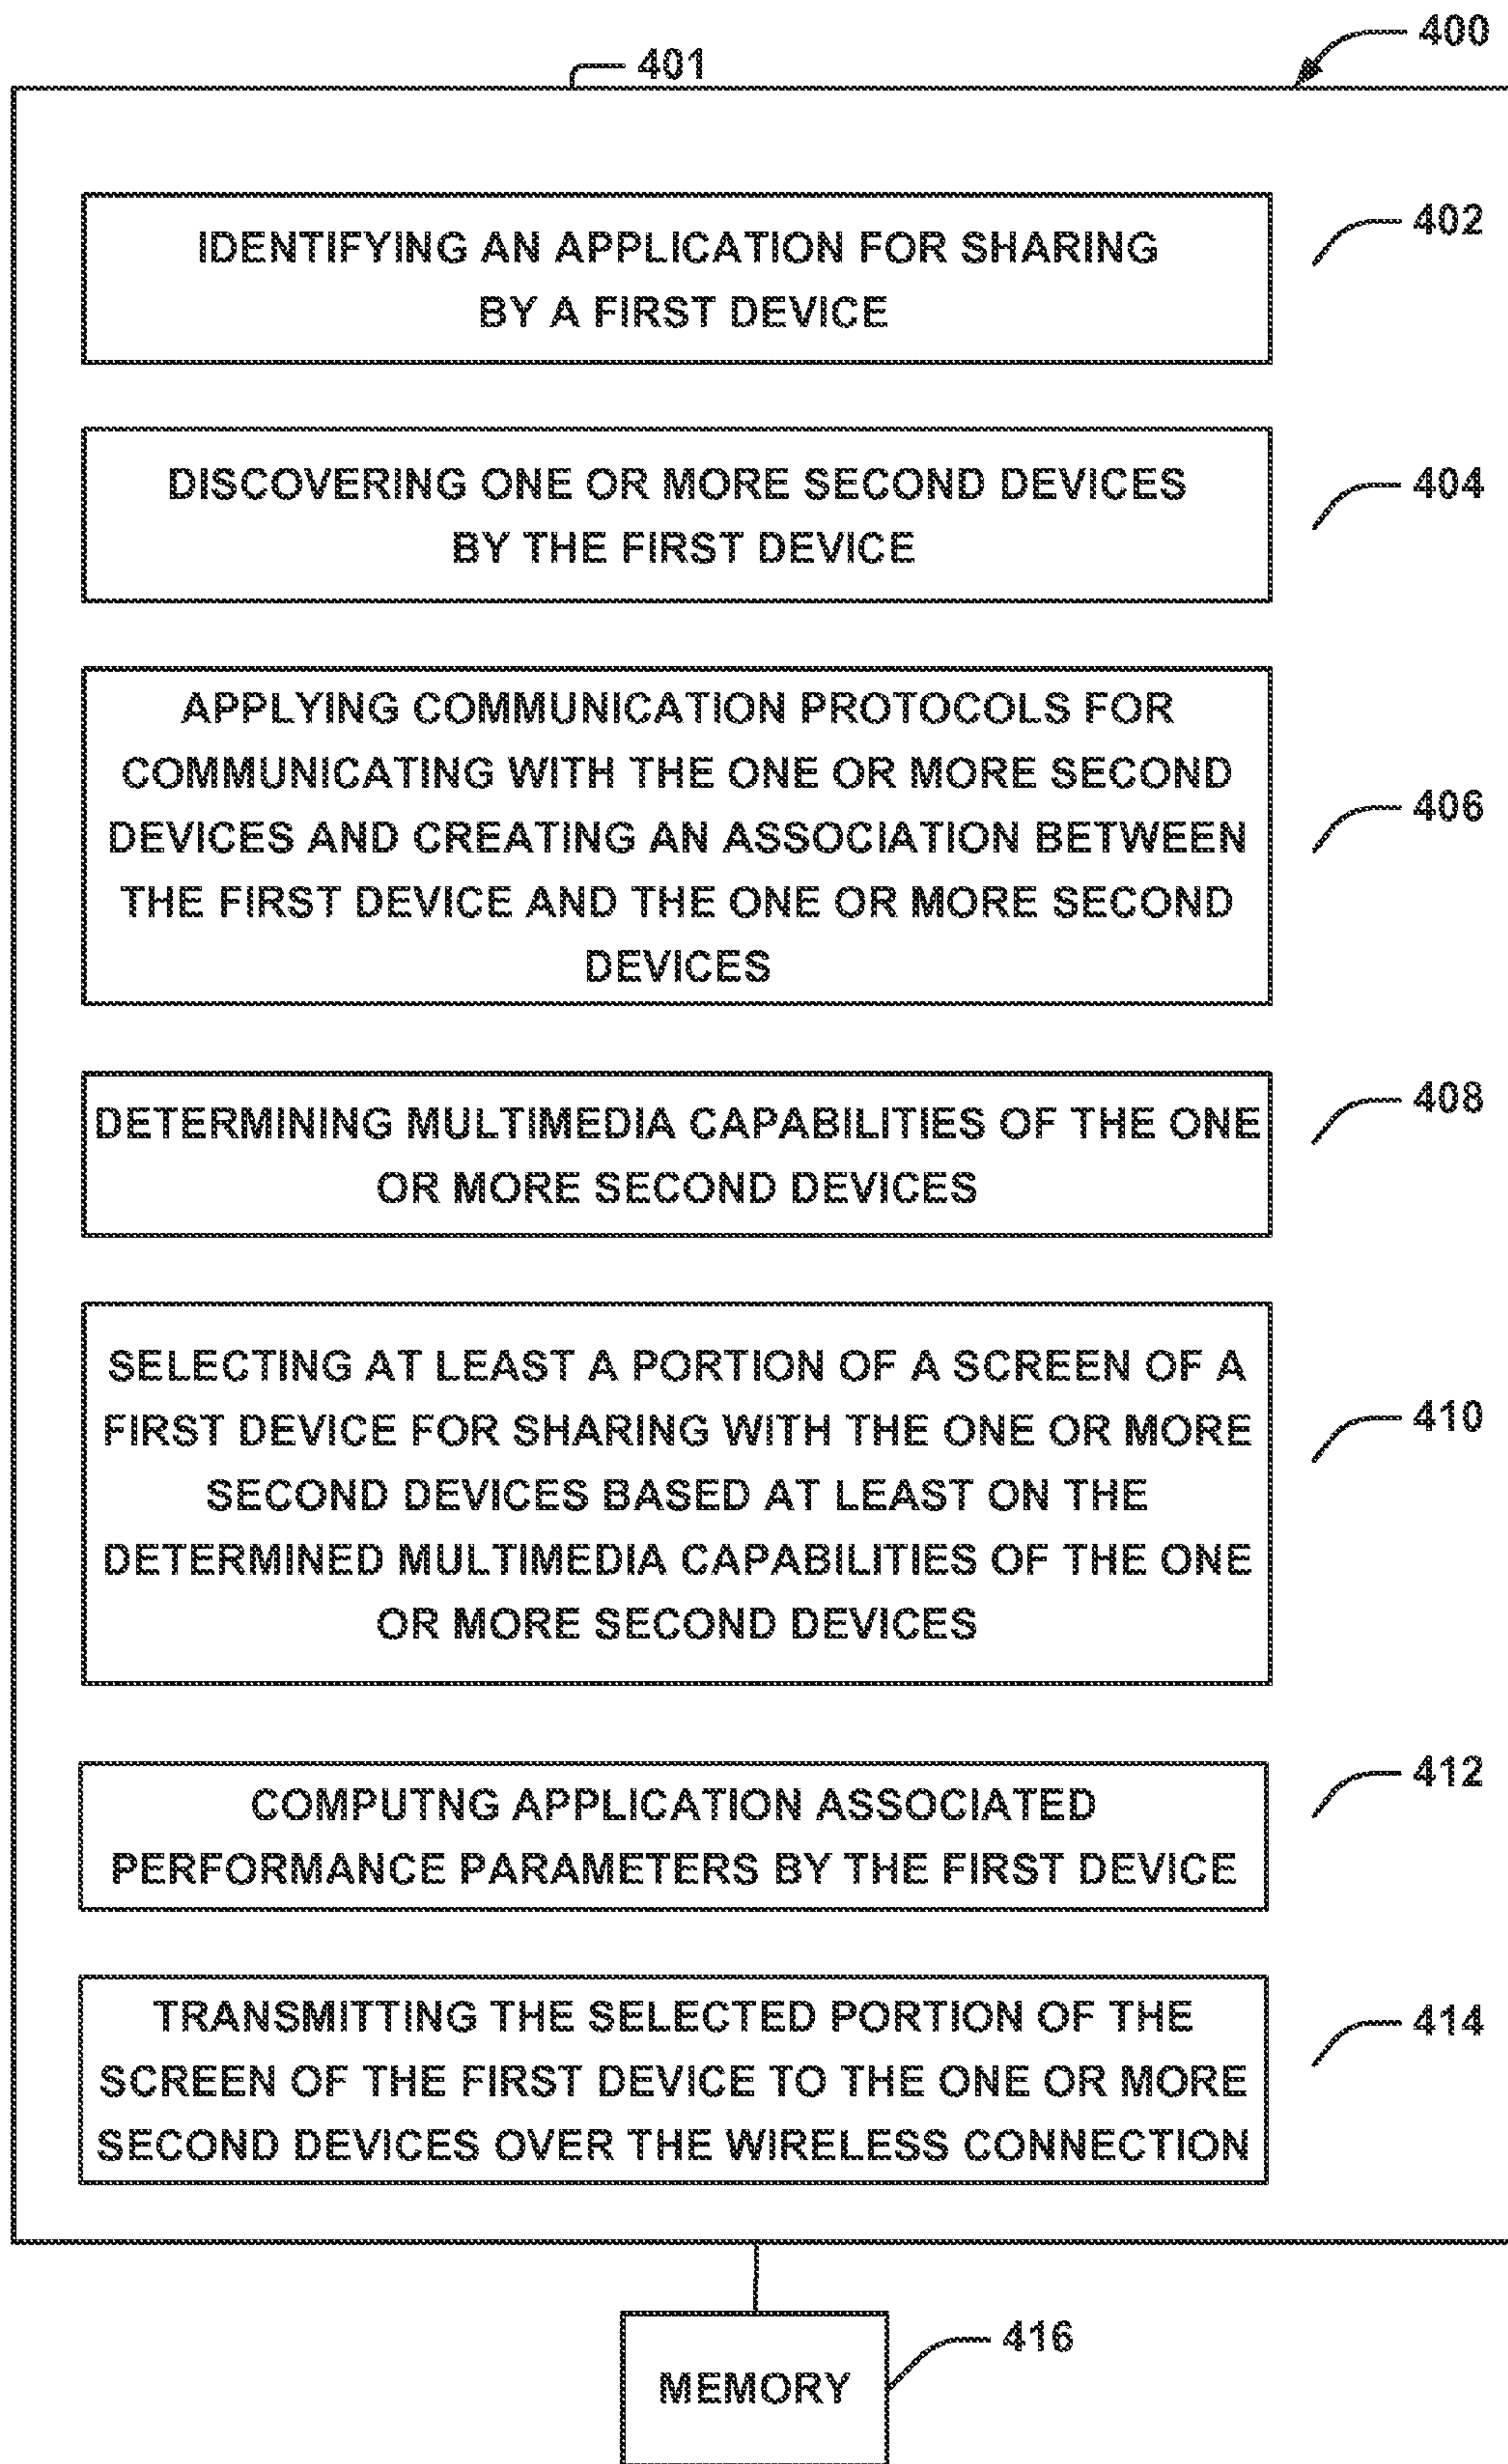 400
401
IDENTIFYING AN APPLICATION FOR SHARING
BY A FIRST DEVICE
402
DISCOVERING ONE OR MORE SECOND DEVICES
BY THE FIRST DEVICE
404
APPLYING COMMUNICATION PROTOCOLS FOR
COMMUNICATING WITH THE ONE OR MORE SECOND
DEVICES AND CREATING AN ASSOCIATION BETWEEN
THE FIRST DEVICE AND THE ONE OR MORE SECOND
DEVICES
406
DETERMINING MULTIMEDIA CAPABILITIES OF THE ONE
OR MORE SECOND DEVICES
408
SELECTING AT LEAST A PORTION OF A SCREEN OF A
FIRST DEVICE FOR SHARING WITH THE ONE OR MORE
SECOND DEVICES BASED AT LEAST ON THE
DETERMINED MULTIMEDIA CAPABILITIES OF THE ONE
OR MORE SECOND DEVICES
410
COMPUTNG APPLICATION ASSOCIATED
PERFORMANCE PARAMETERS BY THE FIRST DEVICE
412
TRANSMITTING THE SELECTED PORTION OF THE
SCREEN OF THE FIRST DEVICE TO THE ONE OR MORE
SECOND DEVICES OVER THE WIRELESS CONNECTION
414
MEMORY
416